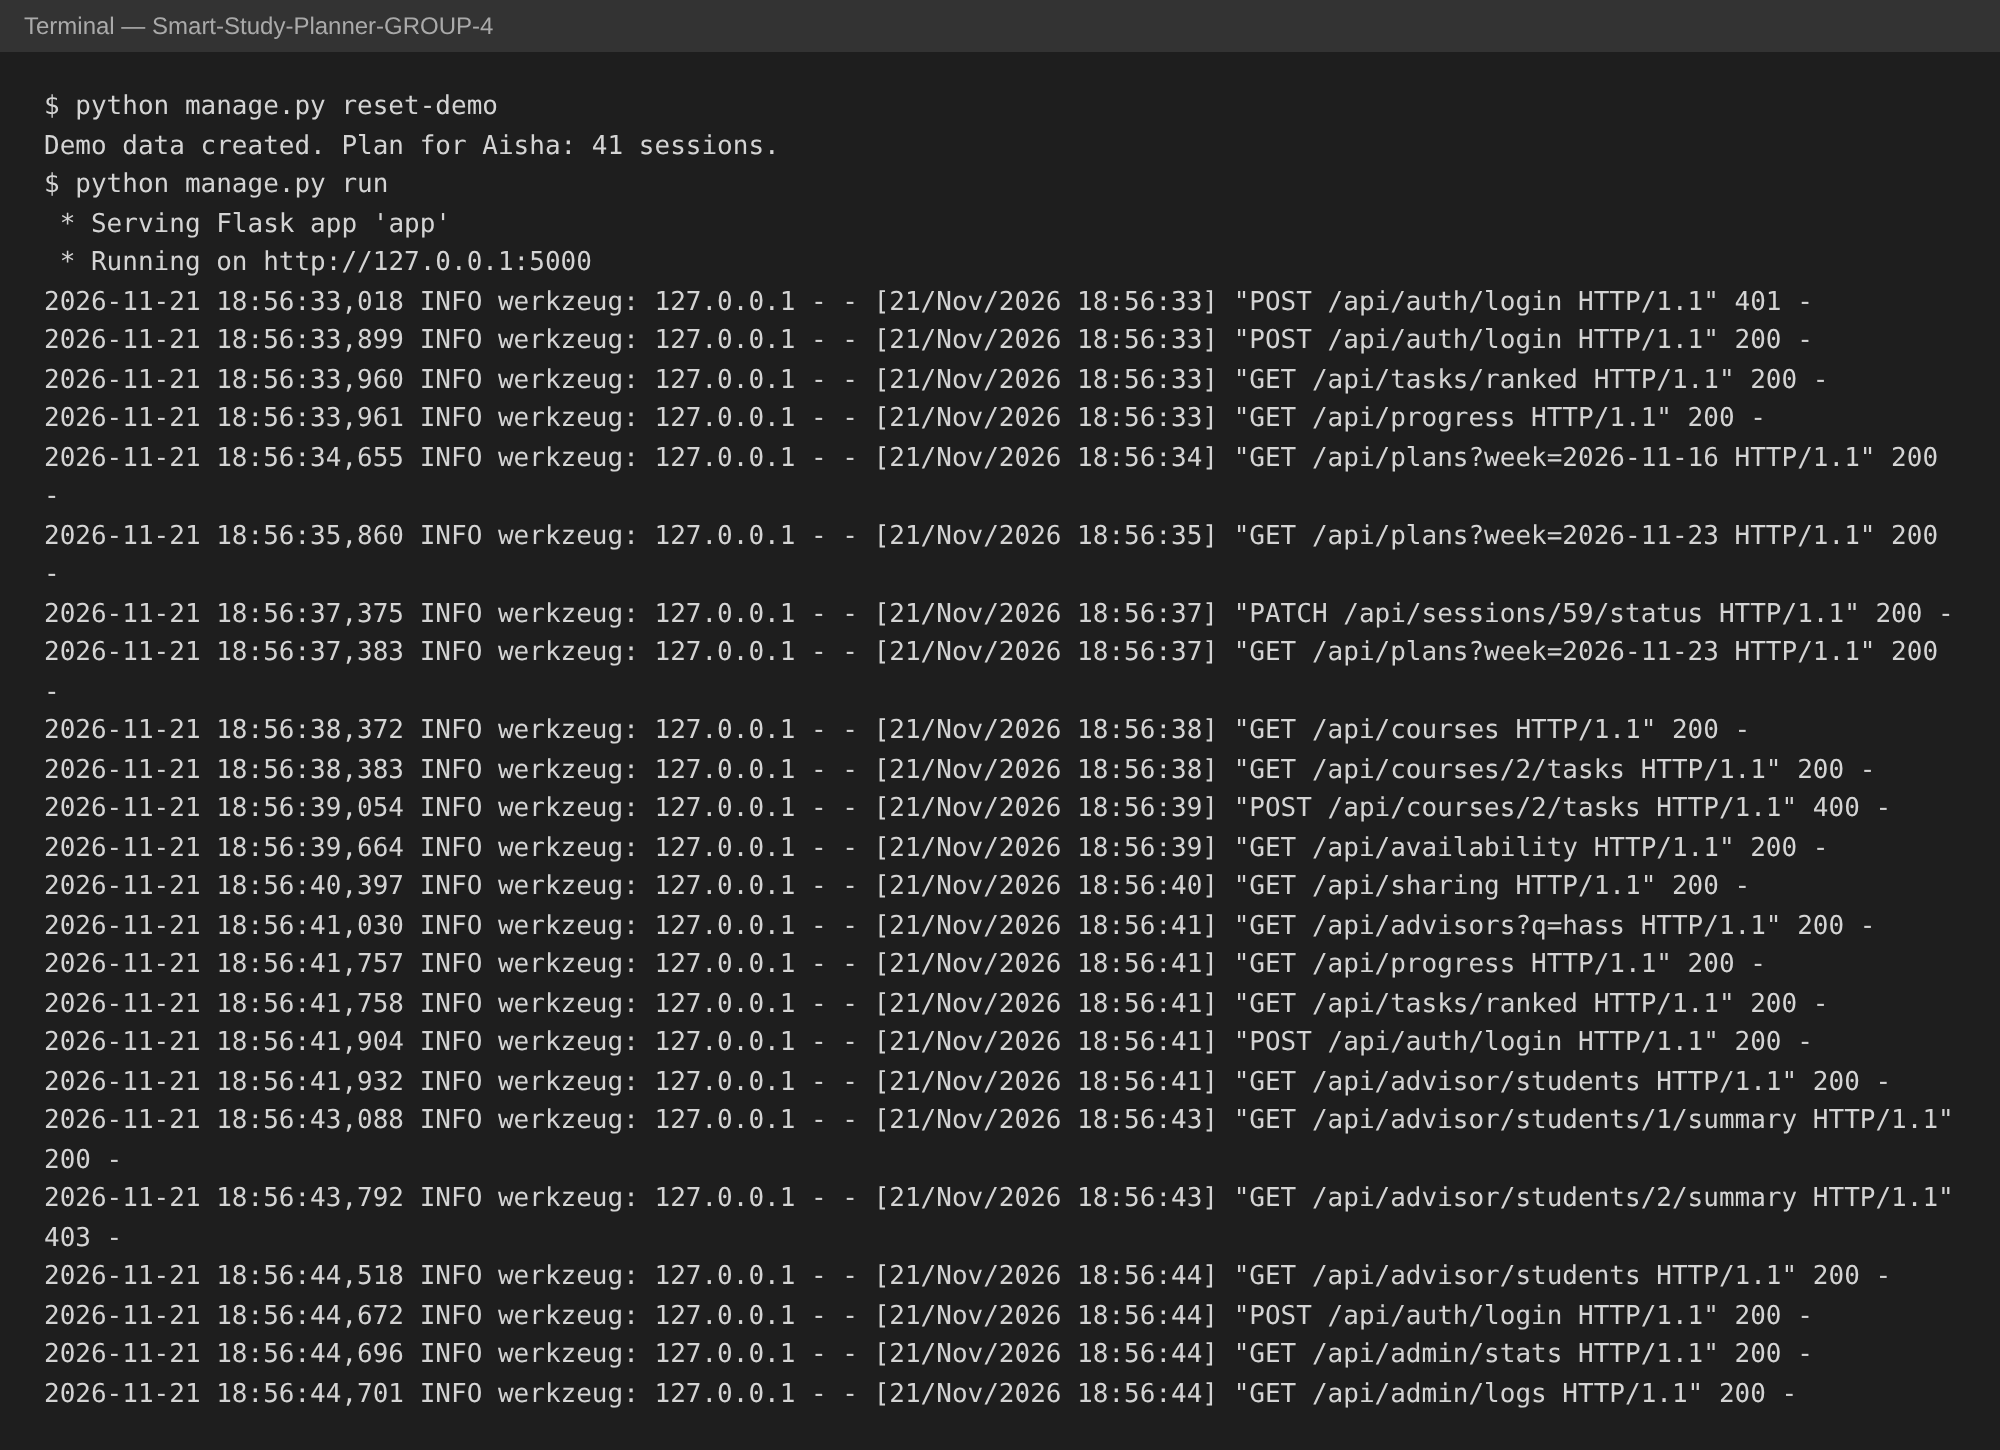 Terminal — Smart-Study-Planner-GROUP-4
$ python manage.py reset-demo
Demo data created. Plan for Aisha: 41 sessions.
$ python manage.py run
 * Serving Flask app 'app'
 * Running on http://127.0.0.1:5000
2026-11-21 18:56:33,018 INFO werkzeug: 127.0.0.1 - - [21/Nov/2026 18:56:33] "POST /api/auth/login HTTP/1.1" 401 -
2026-11-21 18:56:33,899 INFO werkzeug: 127.0.0.1 - - [21/Nov/2026 18:56:33] "POST /api/auth/login HTTP/1.1" 200 -
2026-11-21 18:56:33,960 INFO werkzeug: 127.0.0.1 - - [21/Nov/2026 18:56:33] "GET /api/tasks/ranked HTTP/1.1" 200 -
2026-11-21 18:56:33,961 INFO werkzeug: 127.0.0.1 - - [21/Nov/2026 18:56:33] "GET /api/progress HTTP/1.1" 200 -
2026-11-21 18:56:34,655 INFO werkzeug: 127.0.0.1 - - [21/Nov/2026 18:56:34] "GET /api/plans?week=2026-11-16 HTTP/1.1" 200
-
2026-11-21 18:56:35,860 INFO werkzeug: 127.0.0.1 - - [21/Nov/2026 18:56:35] "GET /api/plans?week=2026-11-23 HTTP/1.1" 200
-
2026-11-21 18:56:37,375 INFO werkzeug: 127.0.0.1 - - [21/Nov/2026 18:56:37] "PATCH /api/sessions/59/status HTTP/1.1" 200 -
2026-11-21 18:56:37,383 INFO werkzeug: 127.0.0.1 - - [21/Nov/2026 18:56:37] "GET /api/plans?week=2026-11-23 HTTP/1.1" 200
-
2026-11-21 18:56:38,372 INFO werkzeug: 127.0.0.1 - - [21/Nov/2026 18:56:38] "GET /api/courses HTTP/1.1" 200 -
2026-11-21 18:56:38,383 INFO werkzeug: 127.0.0.1 - - [21/Nov/2026 18:56:38] "GET /api/courses/2/tasks HTTP/1.1" 200 -
2026-11-21 18:56:39,054 INFO werkzeug: 127.0.0.1 - - [21/Nov/2026 18:56:39] "POST /api/courses/2/tasks HTTP/1.1" 400 -
2026-11-21 18:56:39,664 INFO werkzeug: 127.0.0.1 - - [21/Nov/2026 18:56:39] "GET /api/availability HTTP/1.1" 200 -
2026-11-21 18:56:40,397 INFO werkzeug: 127.0.0.1 - - [21/Nov/2026 18:56:40] "GET /api/sharing HTTP/1.1" 200 -
2026-11-21 18:56:41,030 INFO werkzeug: 127.0.0.1 - - [21/Nov/2026 18:56:41] "GET /api/advisors?q=hass HTTP/1.1" 200 -
2026-11-21 18:56:41,757 INFO werkzeug: 127.0.0.1 - - [21/Nov/2026 18:56:41] "GET /api/progress HTTP/1.1" 200 -
2026-11-21 18:56:41,758 INFO werkzeug: 127.0.0.1 - - [21/Nov/2026 18:56:41] "GET /api/tasks/ranked HTTP/1.1" 200 -
2026-11-21 18:56:41,904 INFO werkzeug: 127.0.0.1 - - [21/Nov/2026 18:56:41] "POST /api/auth/login HTTP/1.1" 200 -
2026-11-21 18:56:41,932 INFO werkzeug: 127.0.0.1 - - [21/Nov/2026 18:56:41] "GET /api/advisor/students HTTP/1.1" 200 -
2026-11-21 18:56:43,088 INFO werkzeug: 127.0.0.1 - - [21/Nov/2026 18:56:43] "GET /api/advisor/students/1/summary HTTP/1.1"
200 -
2026-11-21 18:56:43,792 INFO werkzeug: 127.0.0.1 - - [21/Nov/2026 18:56:43] "GET /api/advisor/students/2/summary HTTP/1.1"
403 -
2026-11-21 18:56:44,518 INFO werkzeug: 127.0.0.1 - - [21/Nov/2026 18:56:44] "GET /api/advisor/students HTTP/1.1" 200 -
2026-11-21 18:56:44,672 INFO werkzeug: 127.0.0.1 - - [21/Nov/2026 18:56:44] "POST /api/auth/login HTTP/1.1" 200 -
2026-11-21 18:56:44,696 INFO werkzeug: 127.0.0.1 - - [21/Nov/2026 18:56:44] "GET /api/admin/stats HTTP/1.1" 200 -
2026-11-21 18:56:44,701 INFO werkzeug: 127.0.0.1 - - [21/Nov/2026 18:56:44] "GET /api/admin/logs HTTP/1.1" 200 -